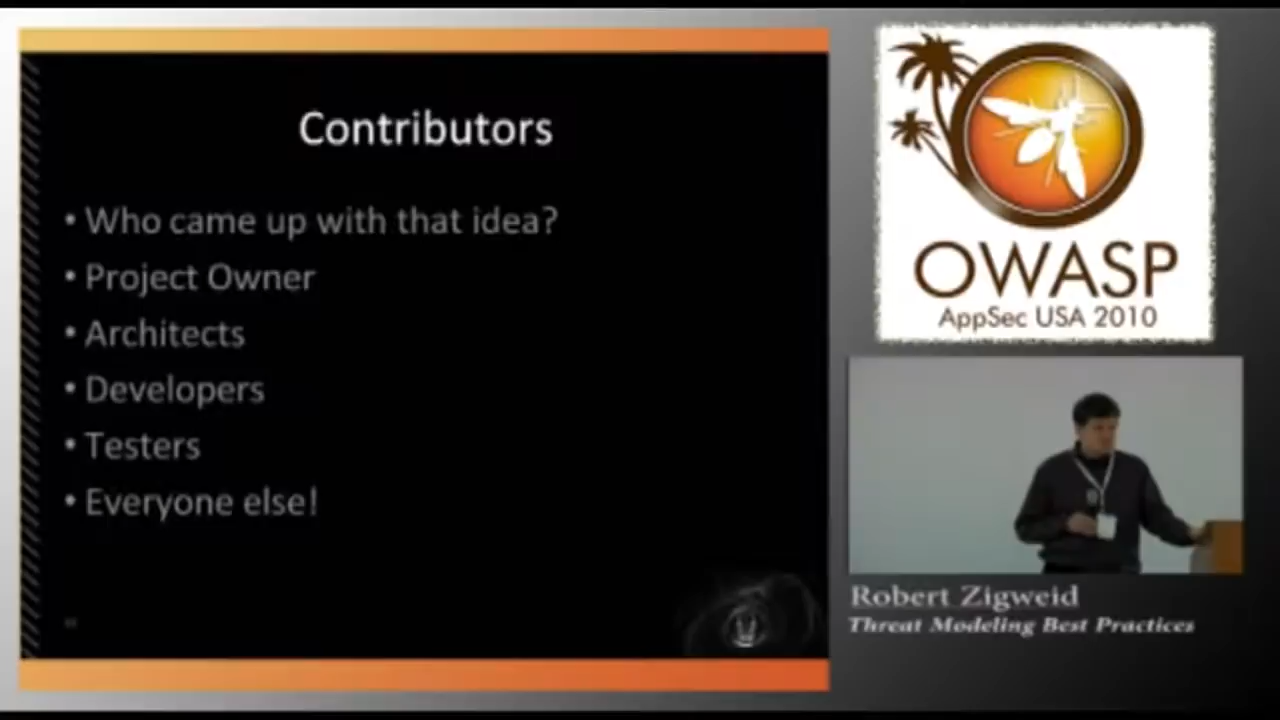 Contributors
• Who came up with that idea?
• Project Owner
• Architects
• Developers
• Testers
• Everyone else!
OWASP
AppSec USA 2010
Robert Zigweid
Threat Modeling Best Practices